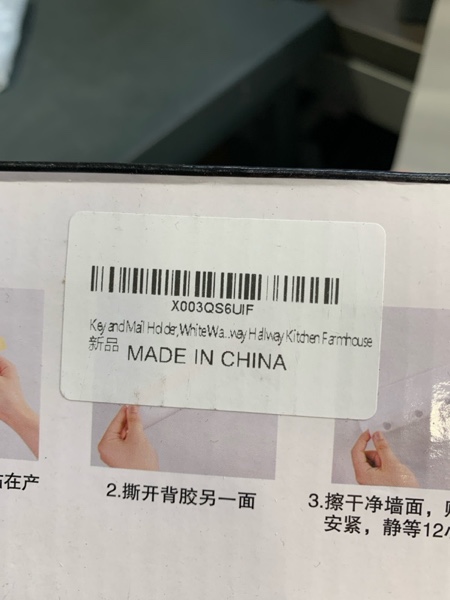 X003QS6UIF
Key and Mail Holder,White Wa...way Hallway Kitchen Farmhouse
新品 MADE IN CHINA
在产
2.撕开背胶另一面
3.擦干净墙面，
安紧，静等12